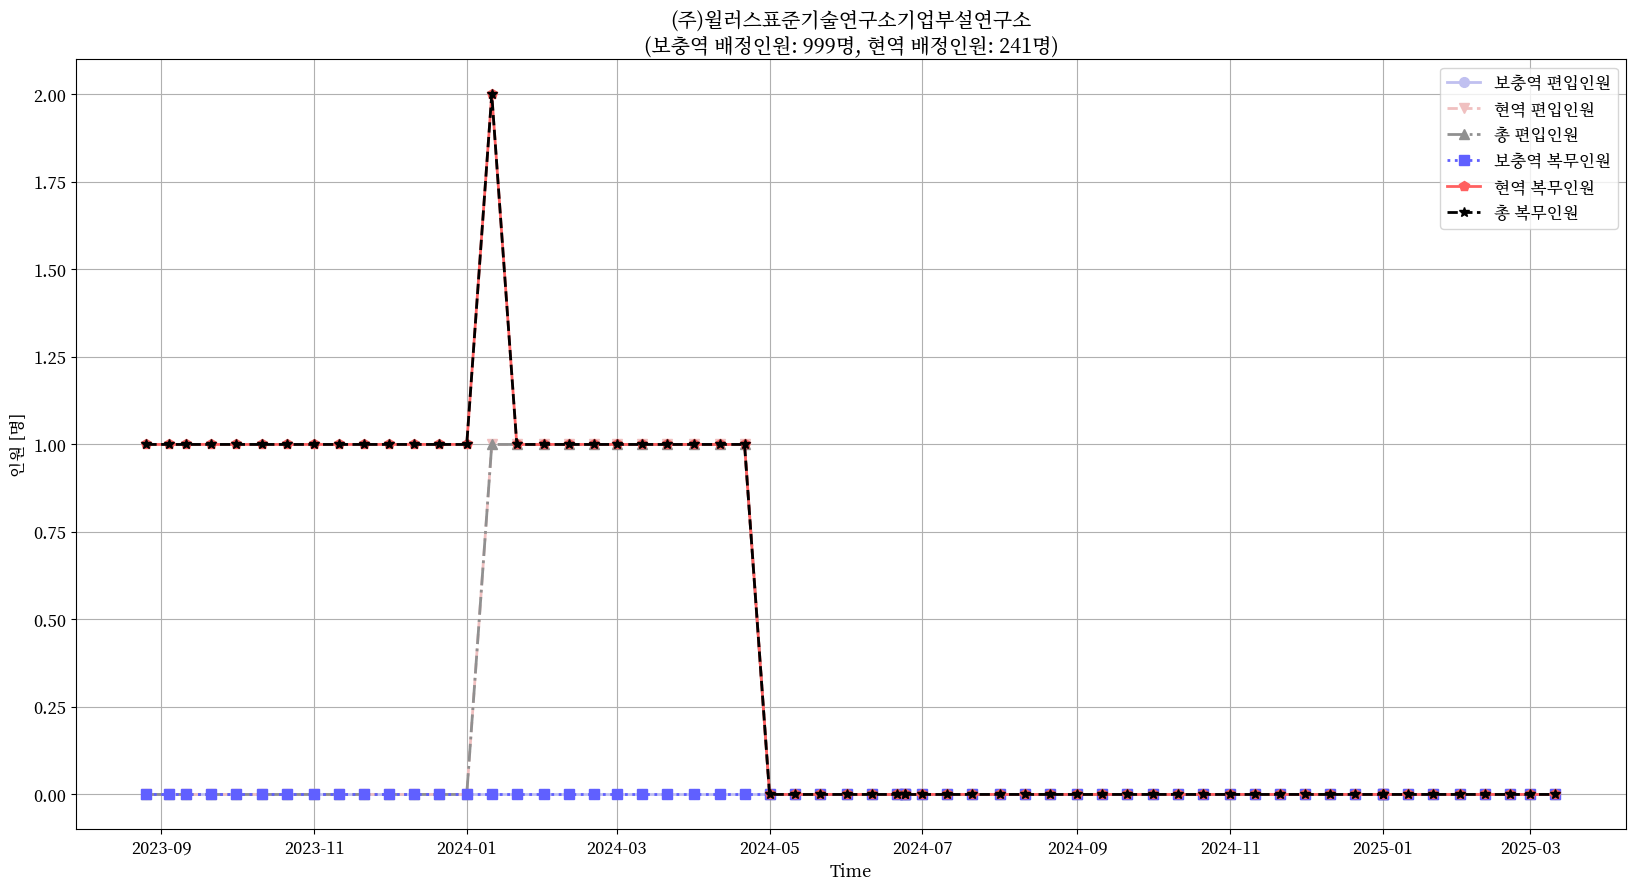 (주)윌러스표준기술연구소기업부설연구소
(보충역 배정인원: 999명, 현역 배정인원: 241명)
보충역 편입인원
현역 편입인원
총 편입인원
보충역 복무인원
현역 복무인원
총 복무인원
인원 [명]
2.00
1.75
1.50
1.25
1.00
0.75
0.50
0.25
0.00
2023-09
2023-11
2024-01
2024-03
2024-05
2024-07
2024-09
2024-11
2025-01
2025-03
Time